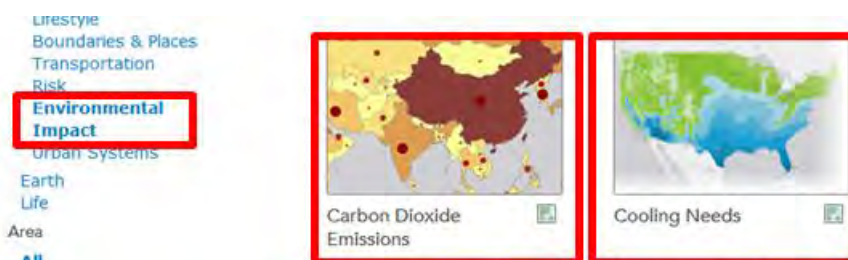 Lifestyle
Boundaries & Places
Transportation
Risk
Environmental
Impact
Urban Systems
Earth
Life
Area
All
Carbon Dioxide
Emissions
Cooling Needs